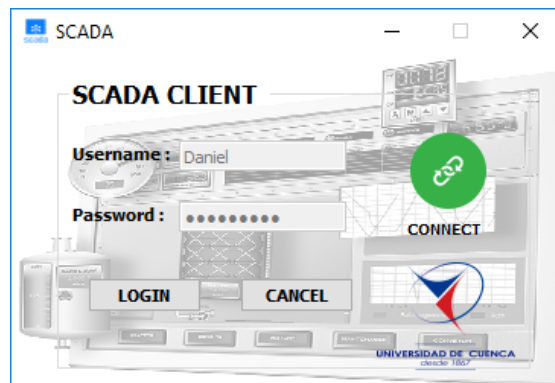 SCADA
SCADA CLIENT
Username :
Daniel
Password :
CONNECT
LOGIN
CANCEL
UNIVERSIDAD DE CUENCA
desde 1867